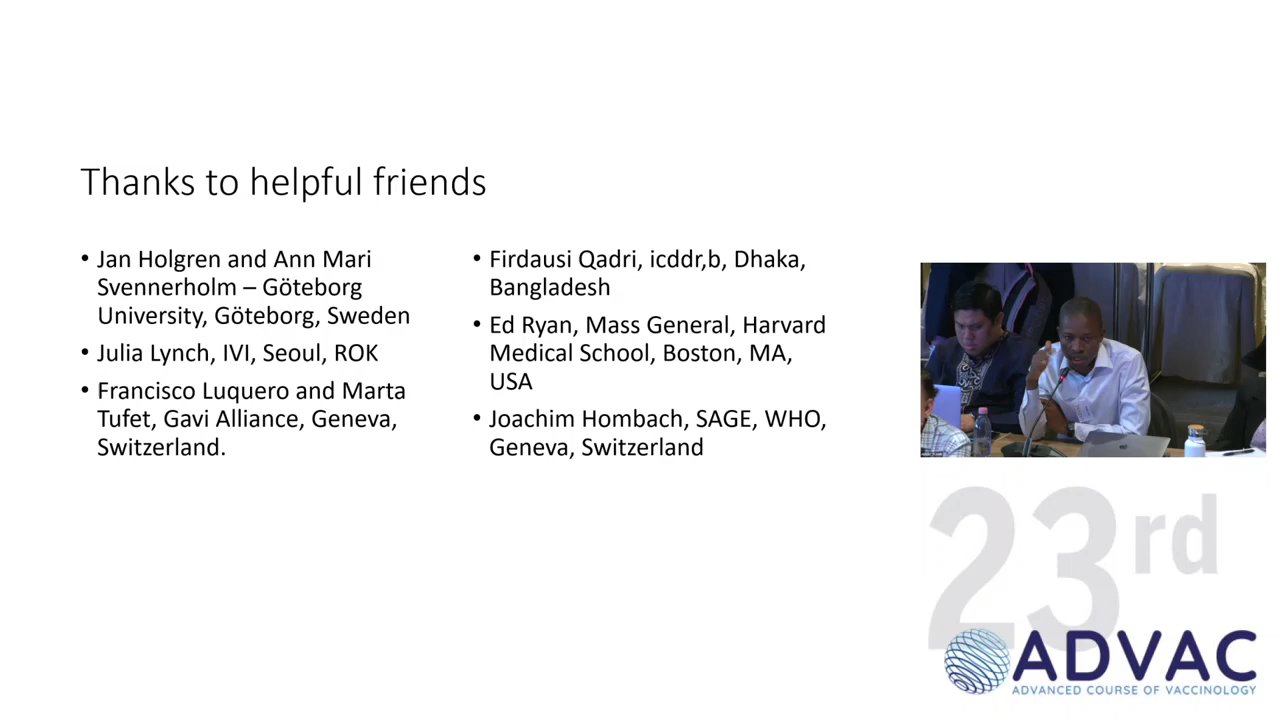 Thanks to helpful friends
• Jan Holgren and Ann Mari
Svennerholm – Göteborg
University, Göteborg, Sweden
• Julia Lynch, IVI, Seoul, ROK
• Francisco Luquero and Marta
Tufet, Gavi Alliance, Geneva,
Switzerland.
• Firdausi Qadri, icddr,b, Dhaka,
Bangladesh
• Ed Ryan, Mass General, Harvard
Medical School, Boston, MA,
USA
• Joachim Hombach, SAGE, WHO,
Geneva, Switzerland
23rd
ADVAC
ADVANCED COURSE OF VACCINOLOGY